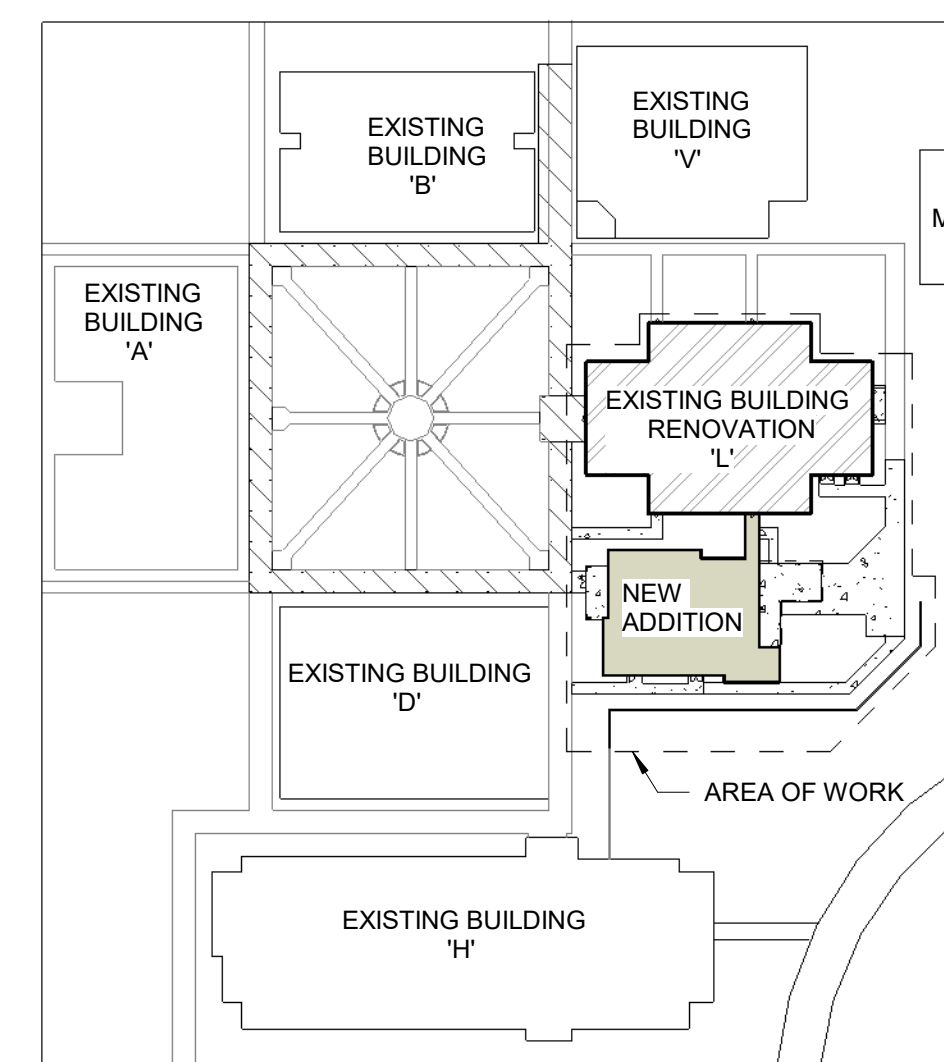 EXISTING
BUILDING
'B'
EXISTING
BUILDING
'V'
M
EXISTING
BUILDING
'A'
EXISTING BUILDING
RENOVATION
'L'
NEW
ADDITION
EXISTING BUILDING
'D'
AREA OF WORK
EXISTING BUILDING
'H'